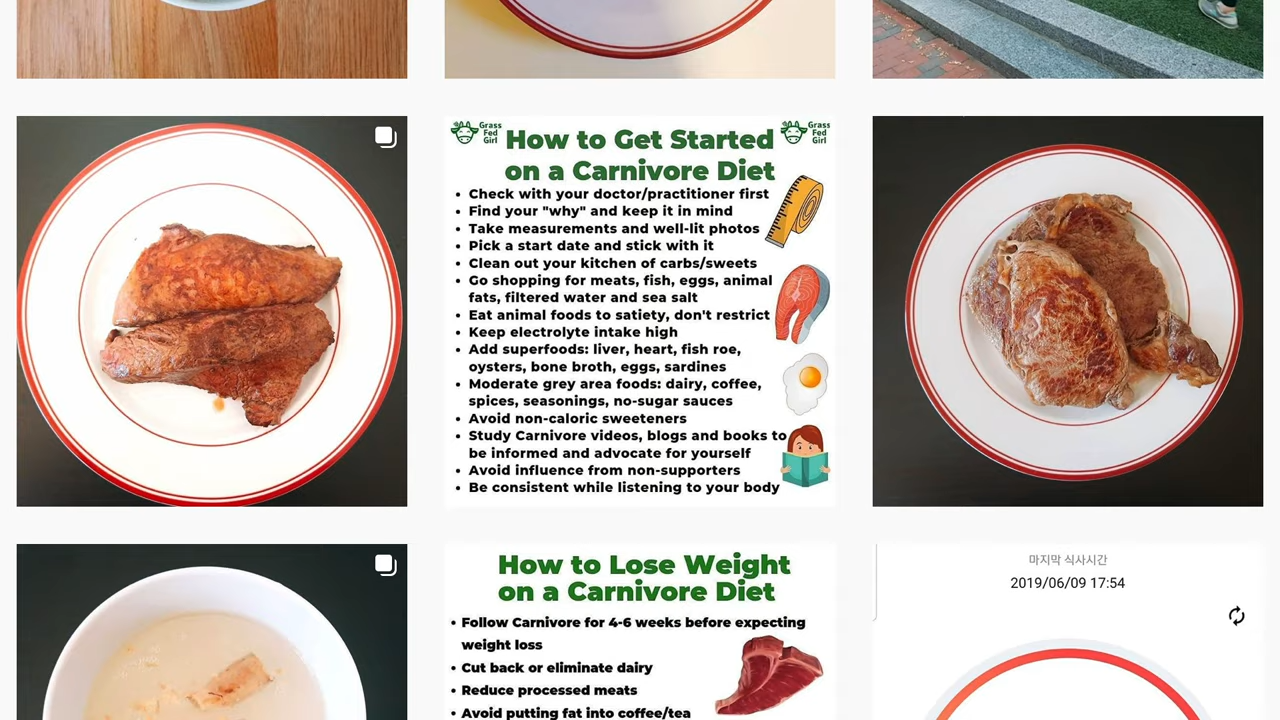 Grass
Fed
Girl
How to Get Started
on a Carnivore Diet
Grass
Fed
Girl
• Check with your doctor/practitioner first
• Find your "why" and keep it in mind
• Take measurements and well-lit photos
• Pick a start date and stick with it
• Clean out your kitchen of carbs/sweets
• Go shopping for meats, fish, eggs, animal
fats, filtered water and sea salt
• Eat animal foods to satiety, don't restrict
• Keep electrolyte intake high
• Add superfoods: liver, heart, fish roe,
oysters, bone broth, eggs, sardines
• Moderate grey area foods: dairy, coffee,
spices, seasonings, no-sugar sauces
• Avoid non-caloric sweeteners
• Study Carnivore videos, blogs and books to
be informed and advocate for yourself
• Avoid influence from non-supporters
• Be consistent while listening to your body
How to Lose Weight
on a Carnivore Diet
• Follow Carnivore for 4-6 weeks before expecting
weight loss
• Cut back or eliminate dairy
• Reduce processed meats
• Avoid putting fat into coffee/tea
마지막 식사시간
2019/06/09 17:54